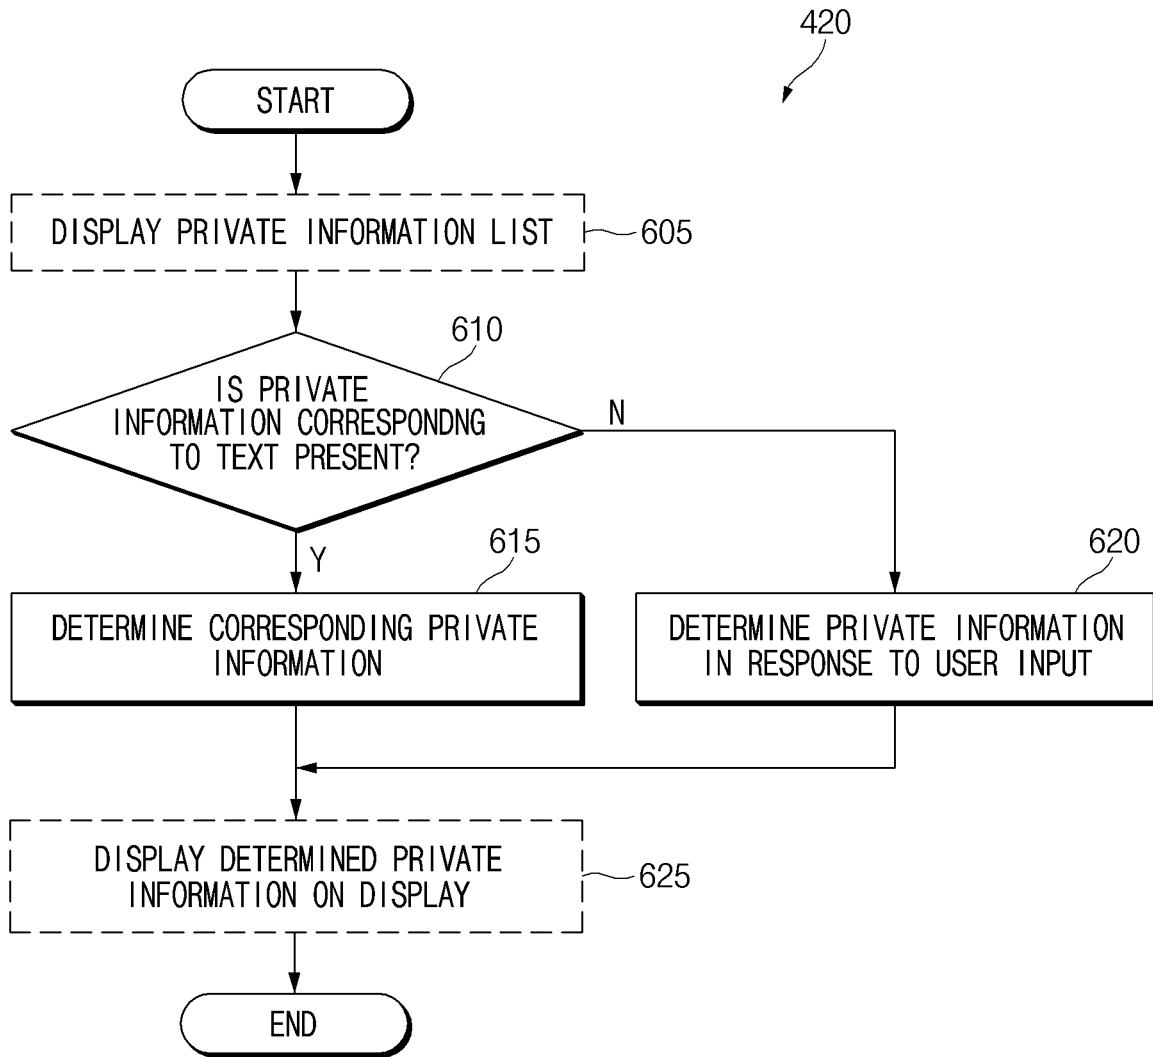 420
START
DISPLAY PRIVATE INFORMATION LIST
605
610
IS PRIVATE
INFORMATION CORRESPONDNG
TO TEXT PRESENT?
N
Y
615
620
DETERMINE CORRESPONDING PRIVATE
INFORMATION
DETERMINE PRIVATE INFORMATION
IN RESPONSE TO USER INPUT
DISPLAY DETERMINED PRIVATE
INFORMATION ON DISPLAY
625
END